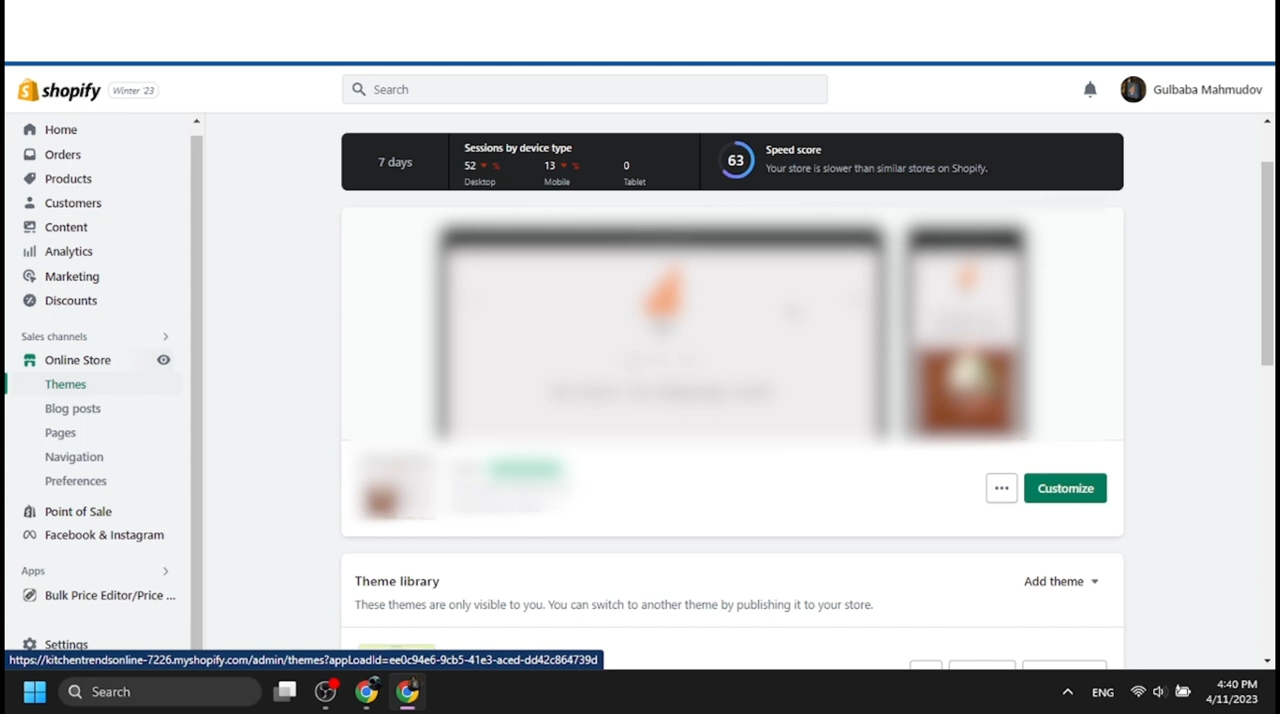 shopify Winter '23
Search
Gulbaba Mahmudov
Home
Orders
Products
Customers
Content
Analytics
Marketing
Discounts
Sales channels
Online Store
Themes
Blog posts
Pages
Navigation
Preferences
Point of Sale
Facebook & Instagram
Apps
Bulk Price Editor/Price ...
Settings
7 days
Sessions by device type
52 % 13 % 0
Desktop Mobile Tablet
63
Speed score
Your store is slower than similar stores on Shopify.
Customize
Theme library
Add theme
These themes are only visible to you. You can switch to another theme by publishing it to your store.
https://kitchentrendsonline-7226.myshopify.com/admin/themes?appLoadId=ee0c94e6-9cb5-41e3-aced-dd42c864739d
Search
ENG
4:40 PM
4/11/2023